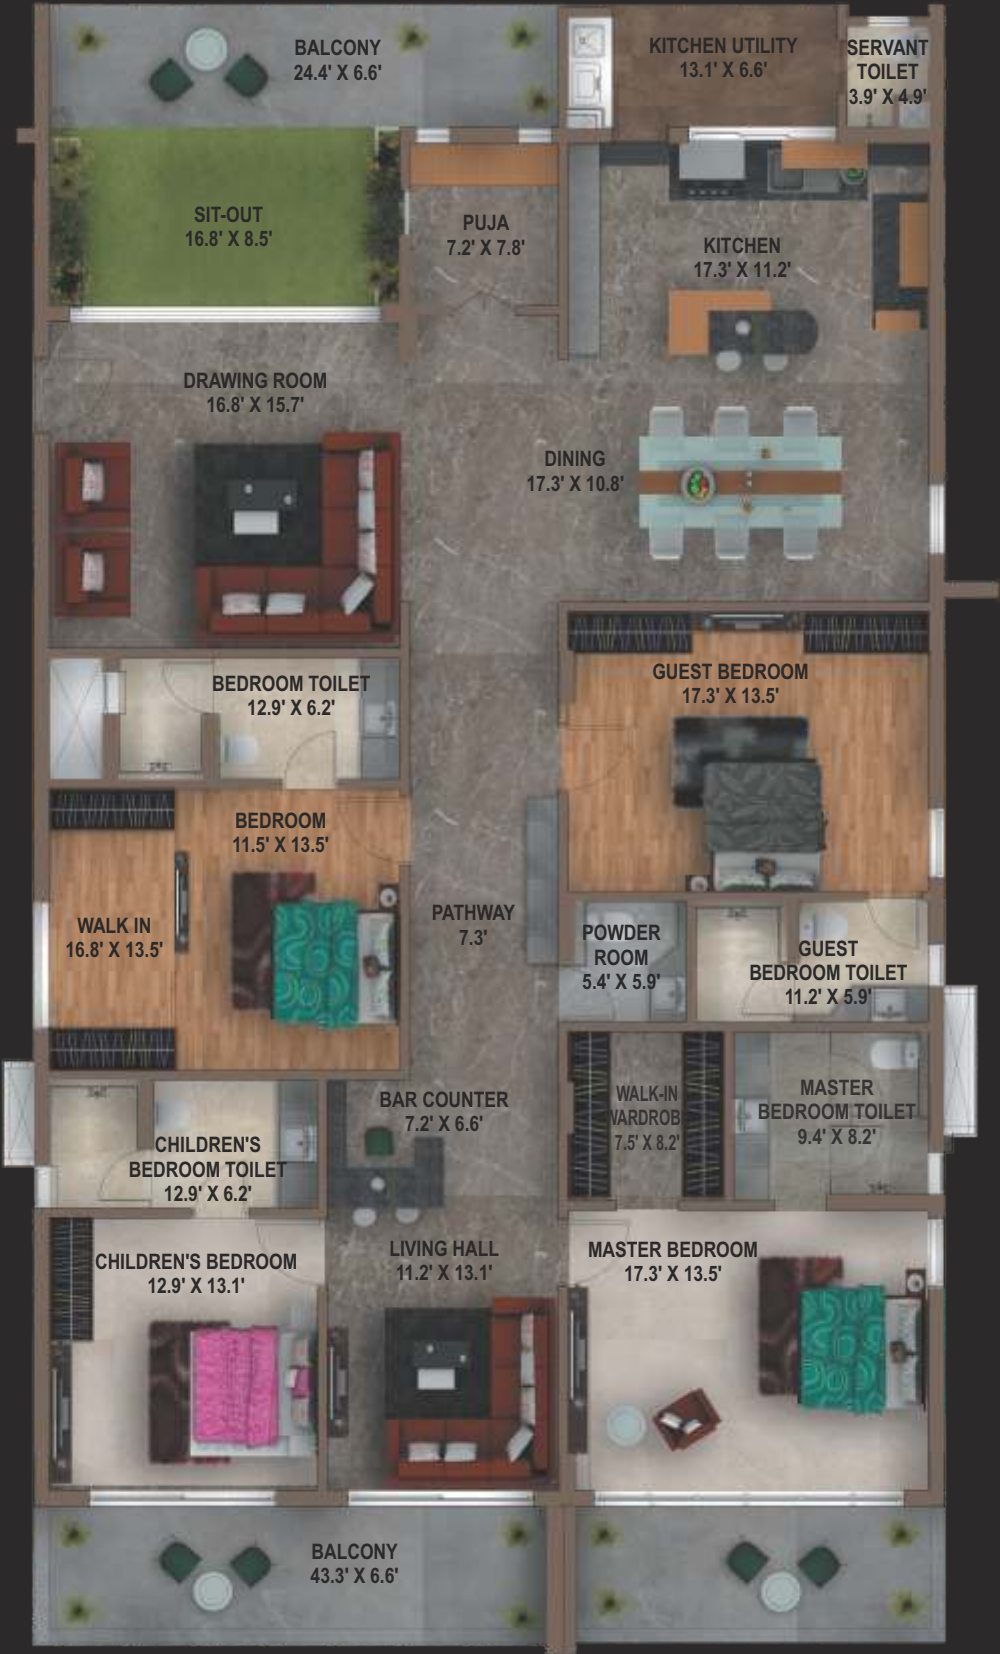 BALCONY
24.4' X 6.6'
KITCHEN UTILITY
13.1' X 6.6'
SERVANT
TOILET
3.9' X 4.9'
SIT-OUT
16.8' X 8.5'
PUJA
7.2' X 7.8'
KITCHEN
17.3' X 11.2'
DRAWING ROOM
16.8' X 15.7'
DINING
17.3' X 10.8'
BEDROOM TOILET
12.9' X 6.2'
GUEST BEDROOM
17.3' X 13.5'
BEDROOM
11.5' X 13.5'
WALK IN
16.8' X 13.5'
PATHWAY
7.3'
POWDER
ROOM
5.4' X 5.9'
GUEST
BEDROOM TOILET
11.2' X 5.9'
BAR COUNTER
7.2' X 6.6'
WALK-IN
WARDROB
7.5' X 8.2'
MASTER
BEDROOM TOILET
9.4' X 8.2'
CHILDREN'S
BEDROOM TOILET
12.9' X 6.2'
CHILDREN'S BEDROOM
12.9' X 13.1'
LIVING HALL
11.2' X 13.1'
MASTER BEDROOM
17.3' X 13.5'
BALCONY
43.3' X 6.6'